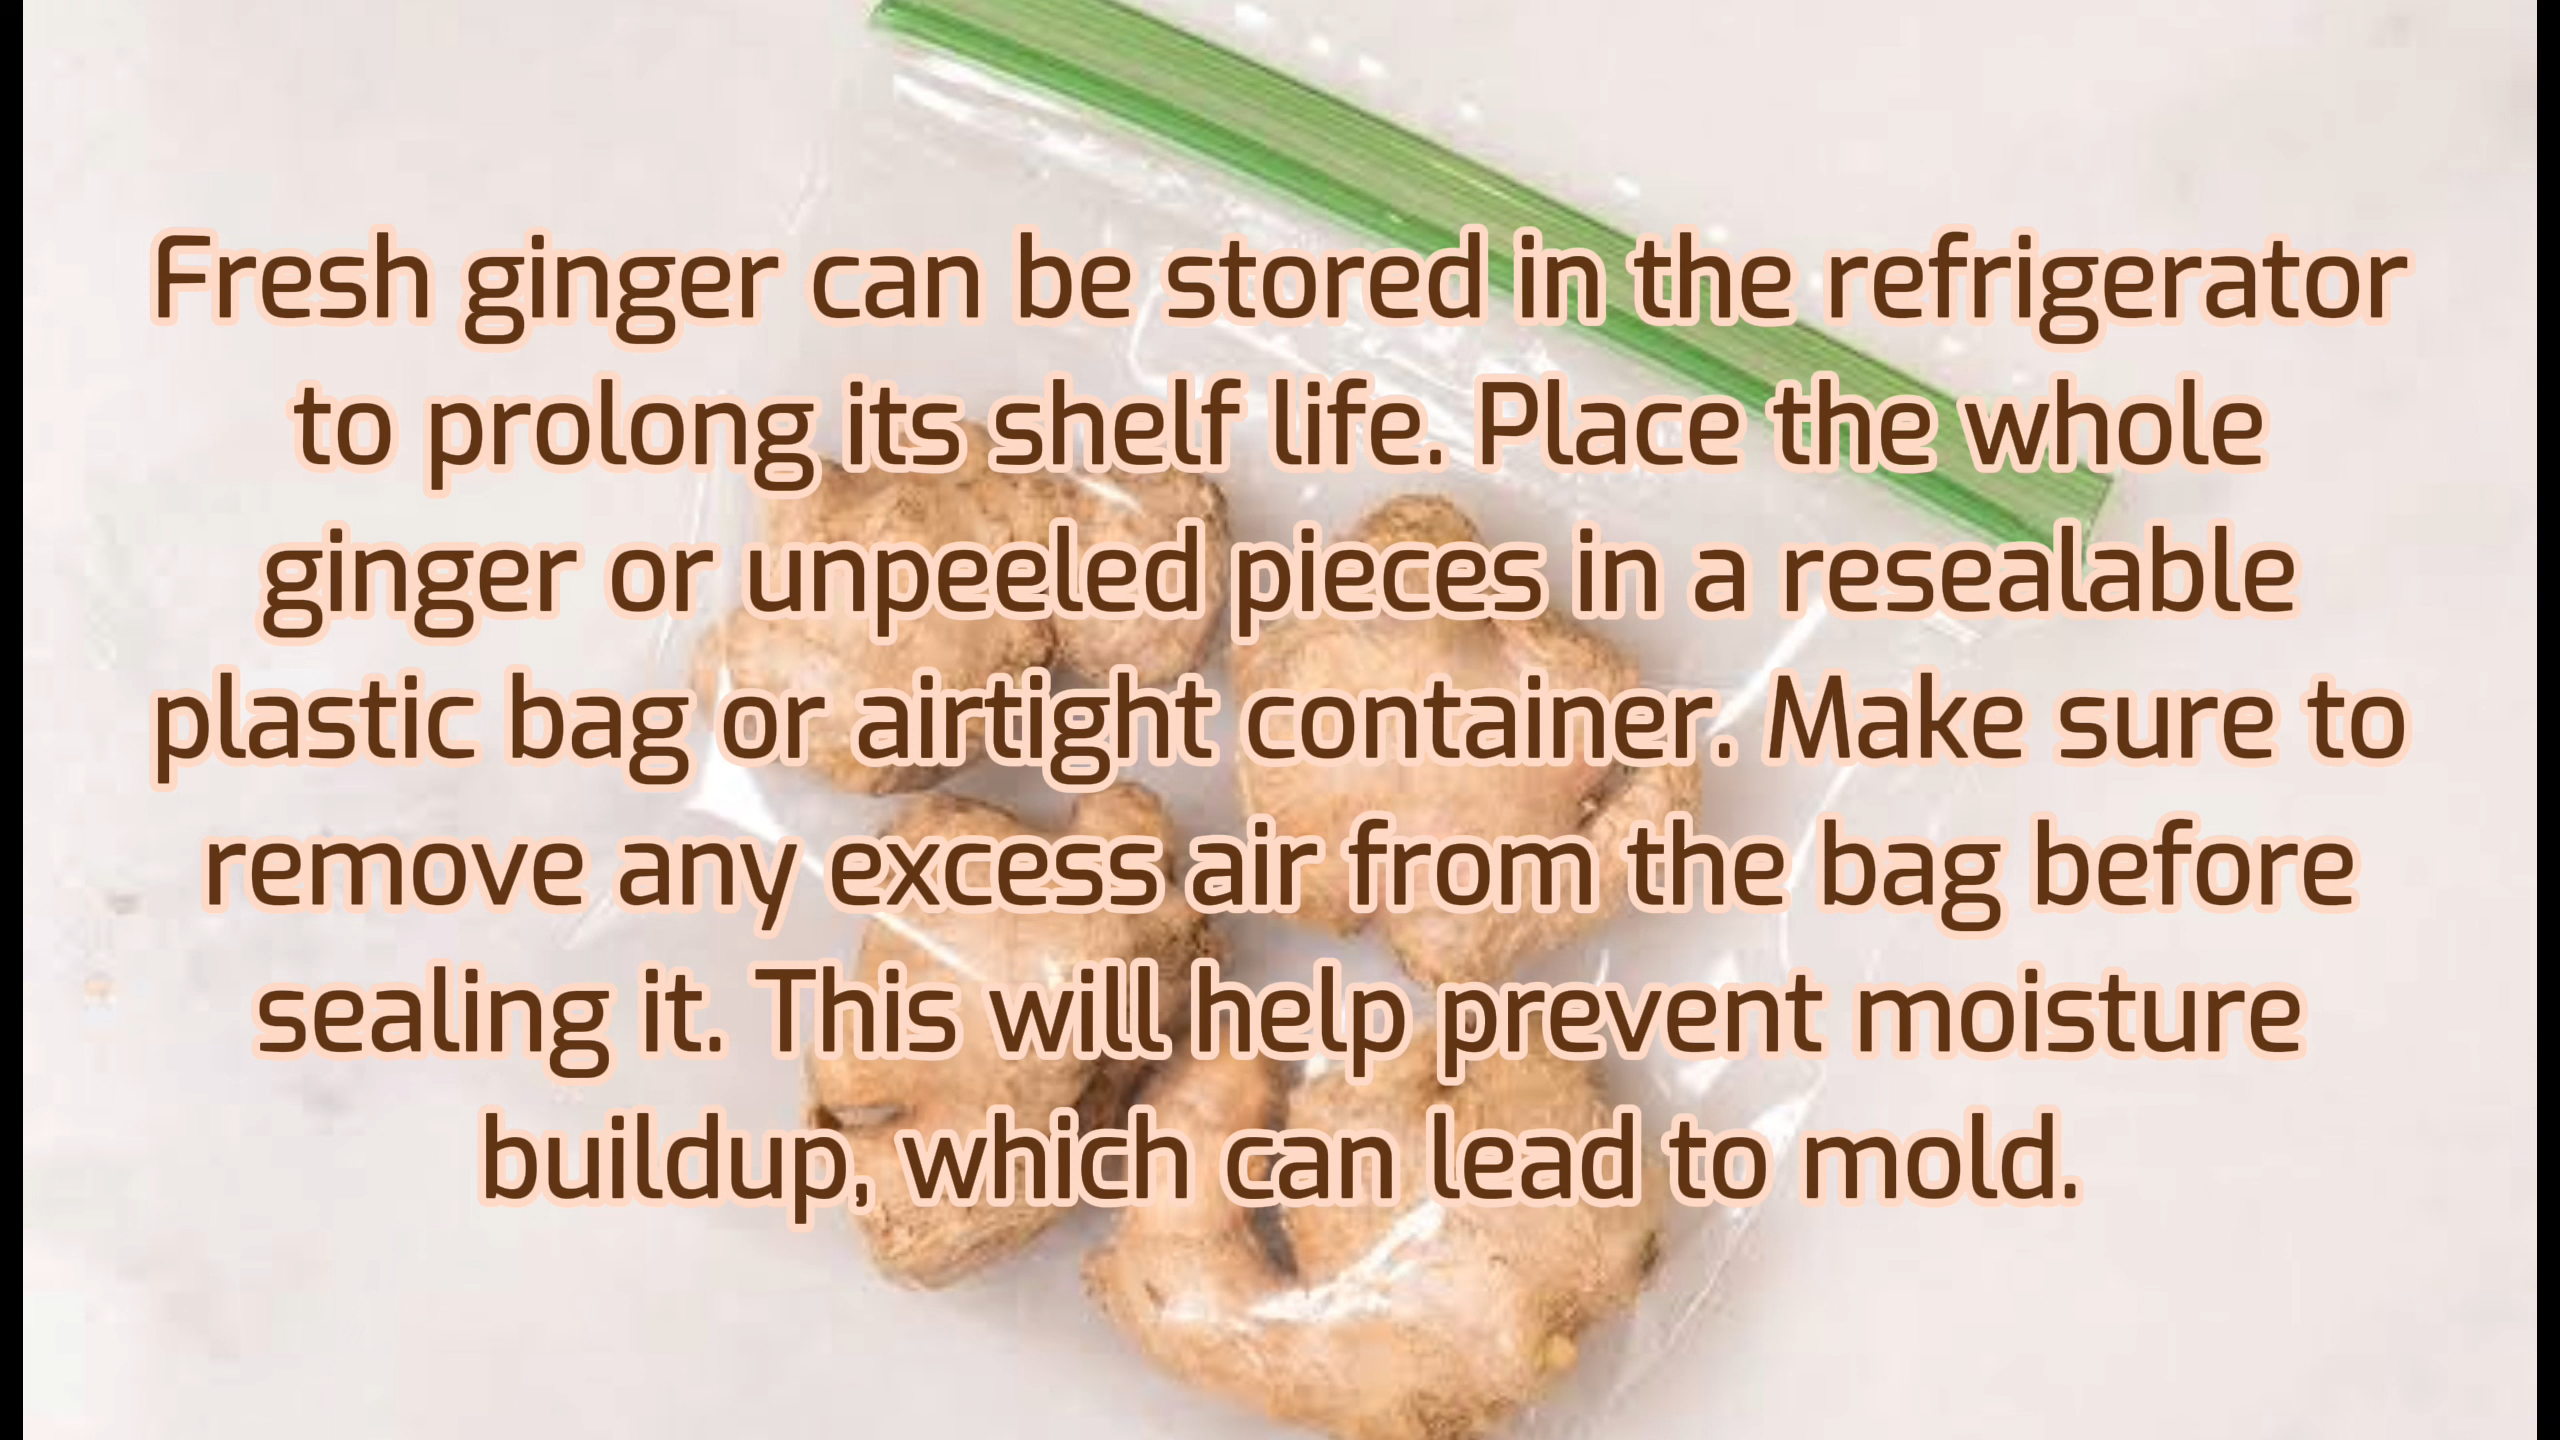 Fresh ginger can be stored in the refrigerator
to prolong its shelf life. Place the whole
ginger or unpeeled pieces in a resealable
plastic bag or airtight container. Make sure to
remove any excess air from the bag before
sealing it. This will help prevent moisture
buildup, which can lead to mold.